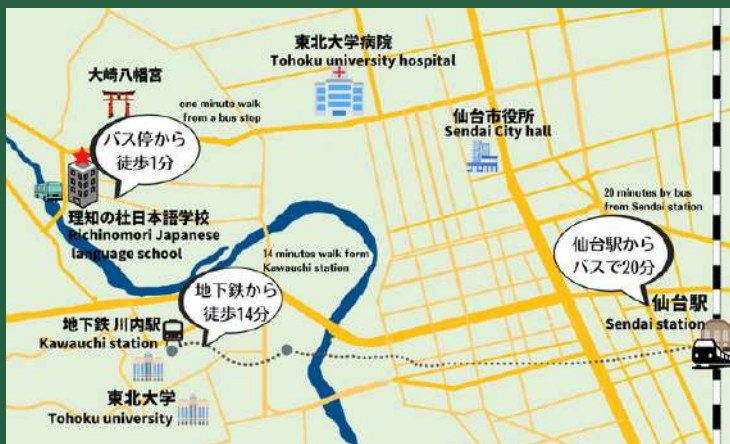 東北大学病院
Tohoku university hospital
大崎八幡宮
one minute walk
from a bus stop
バス停から
徒歩1分
仙台市役所
Sendai City hall
理知の杜日本語学校
Richinomori Japanese
language school
20 minutes by bus
from Sendai station
仙台駅から
バスで20分
14 minutes walk form
Kawauchi station
地下鉄から
徒歩14分
仙台駅
Sendai station
地下鉄 川内駅
Kawauchi station
東北大学
Tohoku university